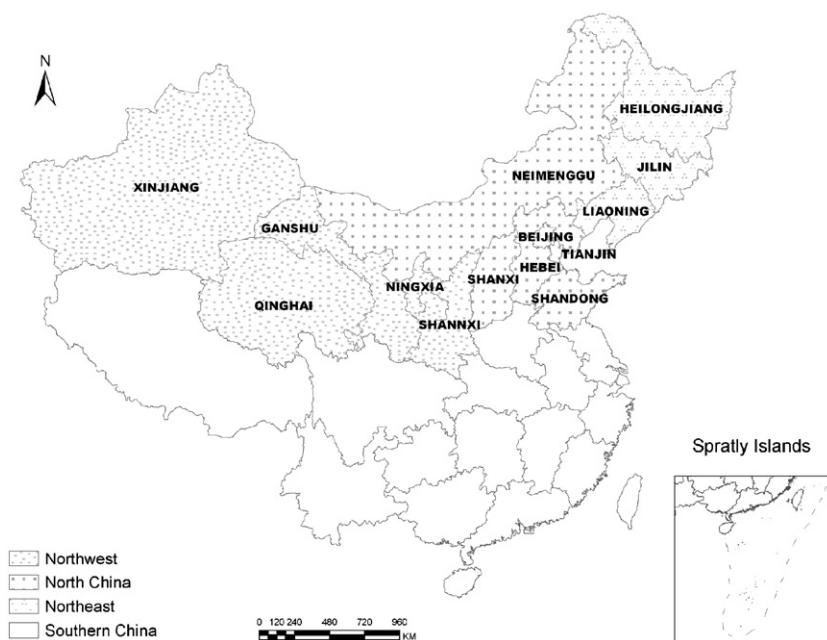 N
HEILONGJIANG
XINJIANG
NEIMENGGU
JILIN
GANSHU
LIAONING
BEIJING
TIANJIN
HEBEI
NINGXIA
SHANXI
QINGHAI
SHANDONG
SHANNXI
Spratly Islands
Northwest
North China
Northeast
Southern China
0 120 240 480 720 960
KM